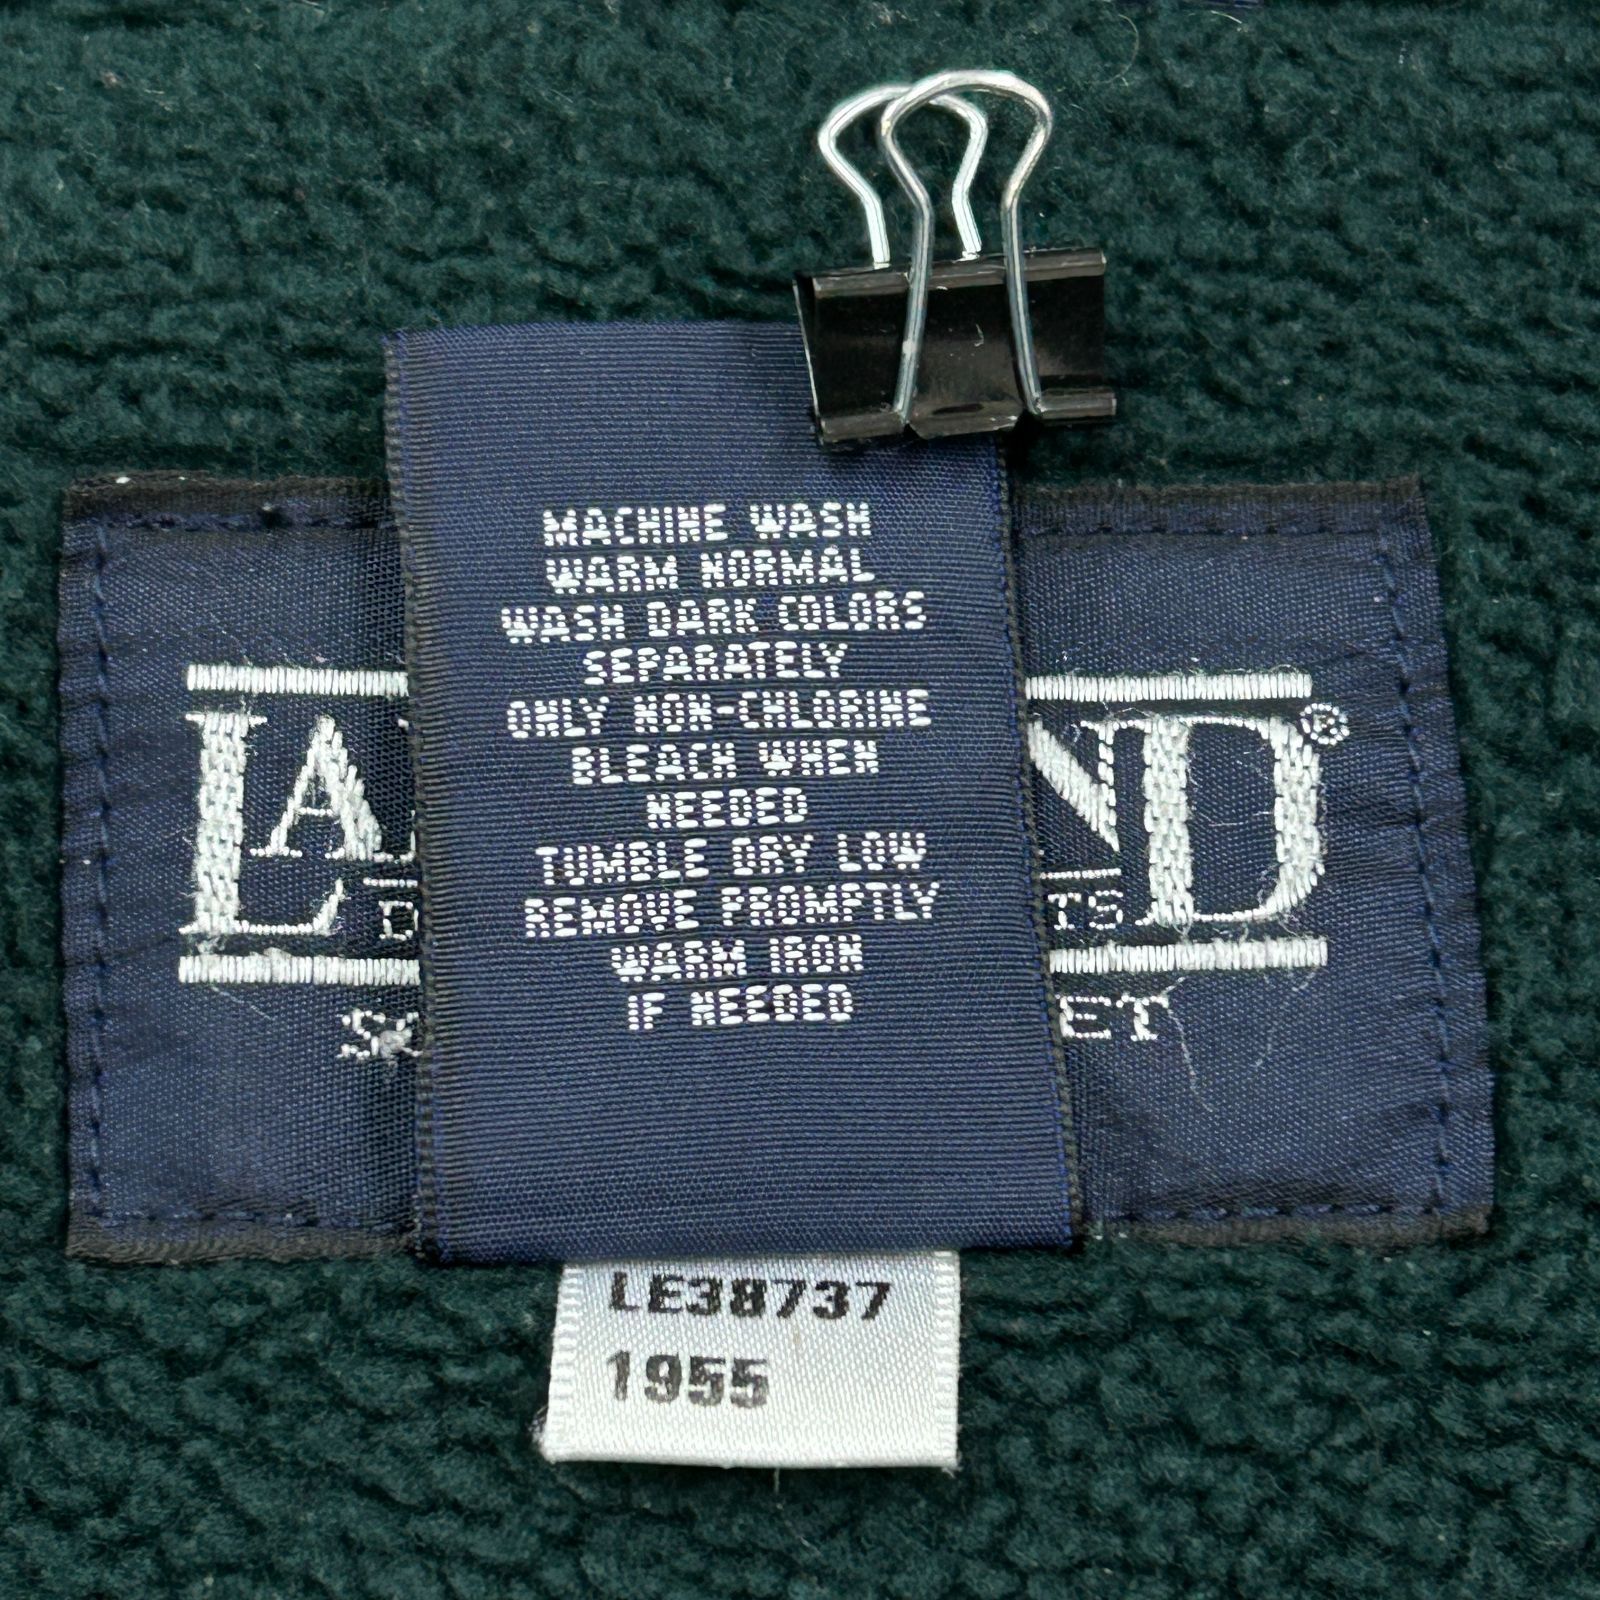 MACHINE WASH
WARM NORMAL
WASH DARK COLORS
SEPARATELY
ONLY NON-CHLORINE
BLEACH WHEN
NEEDED
TUMBLE DRY LOW
REMOVE PROMPTLY
WARM IRON
IF NEEDED
LE38737
1955